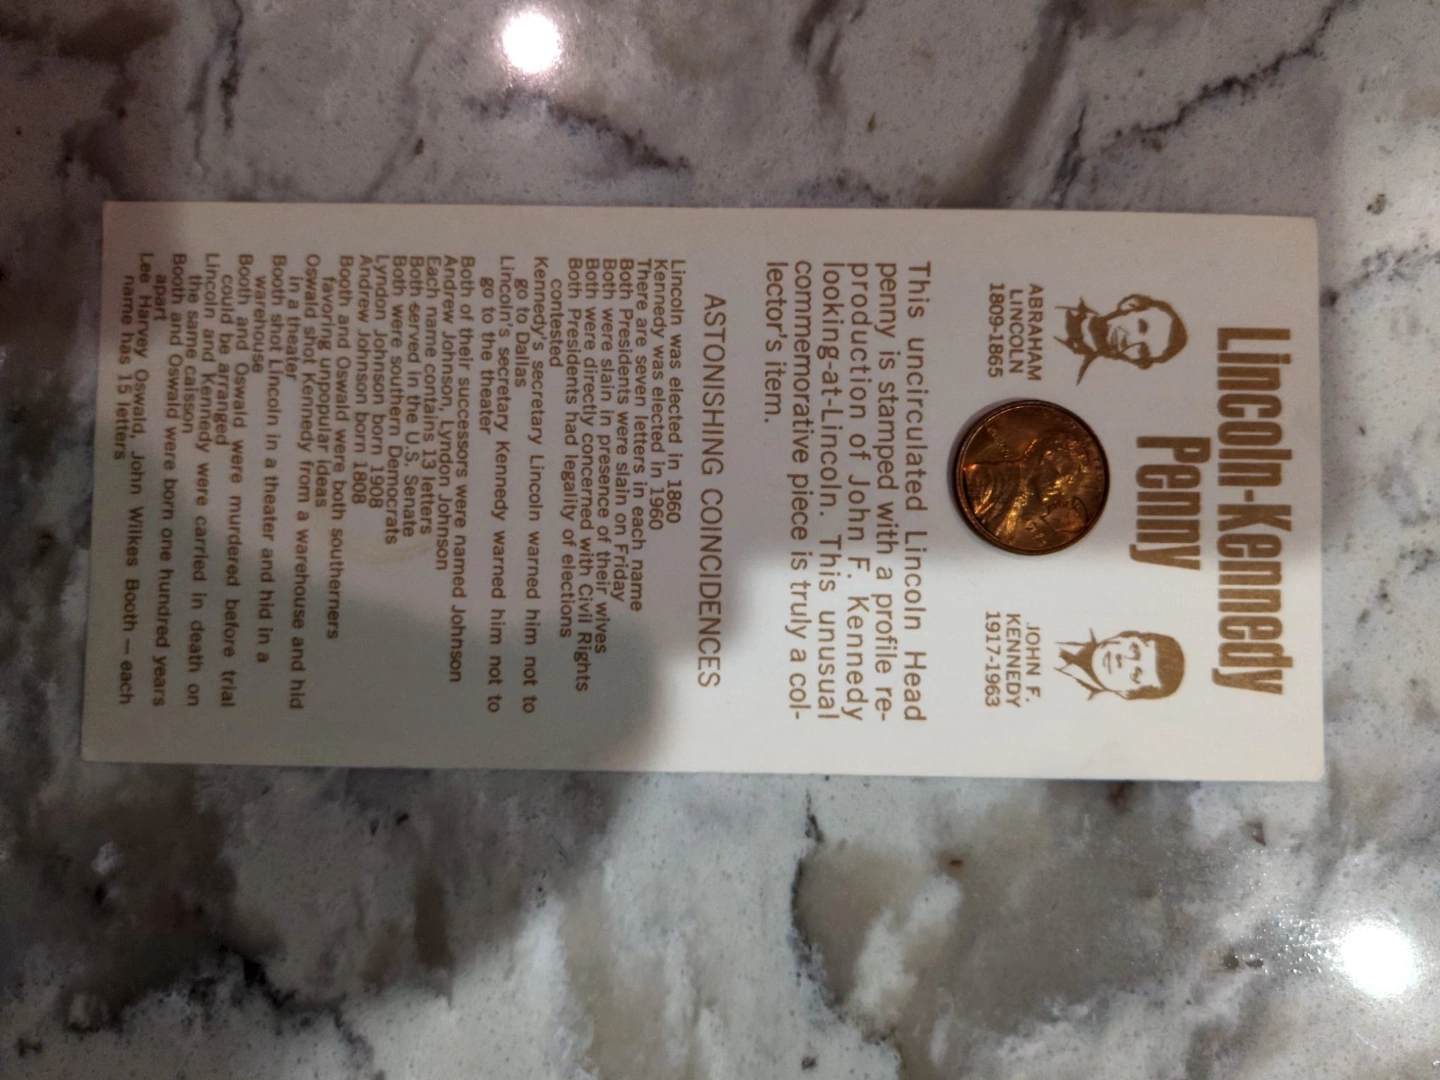 Lincoln-Kennedy
Penny
ABRAHAM
LINCOLN
1809-1865
JOHN F.
KENNEDY
1917-1963
This uncirculated Lincoln Head
penny is stamped with a profile re-
production of John F. Kennedy
looking-at-Lincoln. This unusual
commemorative piece is truly a col-
lector's item.
ASTONISHING COINCIDENCES
Lincoln was elected in 1860
Kennedy was elected in 1960
There are seven letters in each name
Both Presidents were slain on Friday
Both were slain in presence of their wives
Both were directly concerned with Civil Rights
Both Presidents had legality of elections
contested
Kennedy's secretary Lincoln warned him not to
go to Dallas
Lincoln's secretary Kennedy warned him not to
go to the theater
Both of their successors were named Johnson
Andrew Johnson, Lyndon Johnson
Each name contains 13 letters
Both served in the U.S. Senate
Both were southern Democrats
Lyndon Johnson born 1908
Andrew Johnson born 1808
Booth and Oswald were both southerners
favoring unpopular ideas
Oswald shot Kennedy from a warehouse and hid
in a theater
Booth shot Lincoln in a theater and hid in a
warehouse
Booth and Oswald were murdered before trial
could be arranged
Lincoln and Kennedy were carried in death on
the same caisson
Booth and Oswald were born one hundred years
apart
Lee Harvey Oswald, John Wilkes Booth — each
name has 15 letters